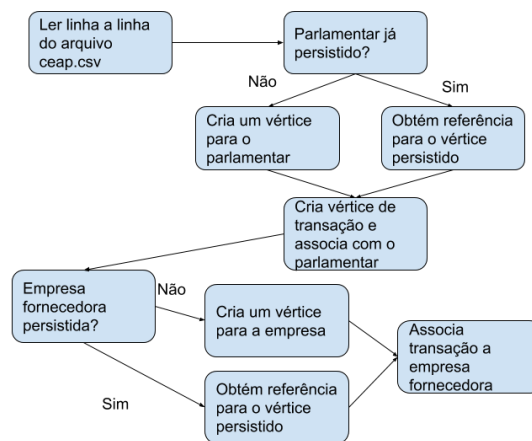 Ler linha a linha
do arquivo
ceap.csv
Parlamentar já
persistido?
Não
Sim
Cria um vértice
para o
parlamentar
Obtém referência
para o vértice
persistido
Cria vértice de
transação e
associa com o
parlamentar
Empresa
fornecedora
persistida?
Não
Cria um vértice
para a empresa
Sim
Obtém referência
para o vértice
persistido
Associa
transação a
empresa
fornecedora